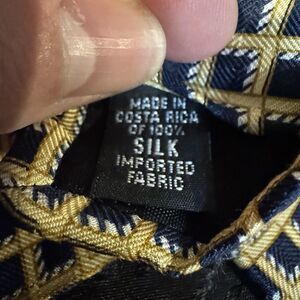 MADE IN
COSTA RICA
OF 100%
SILK
IMPORTED
FABRIC